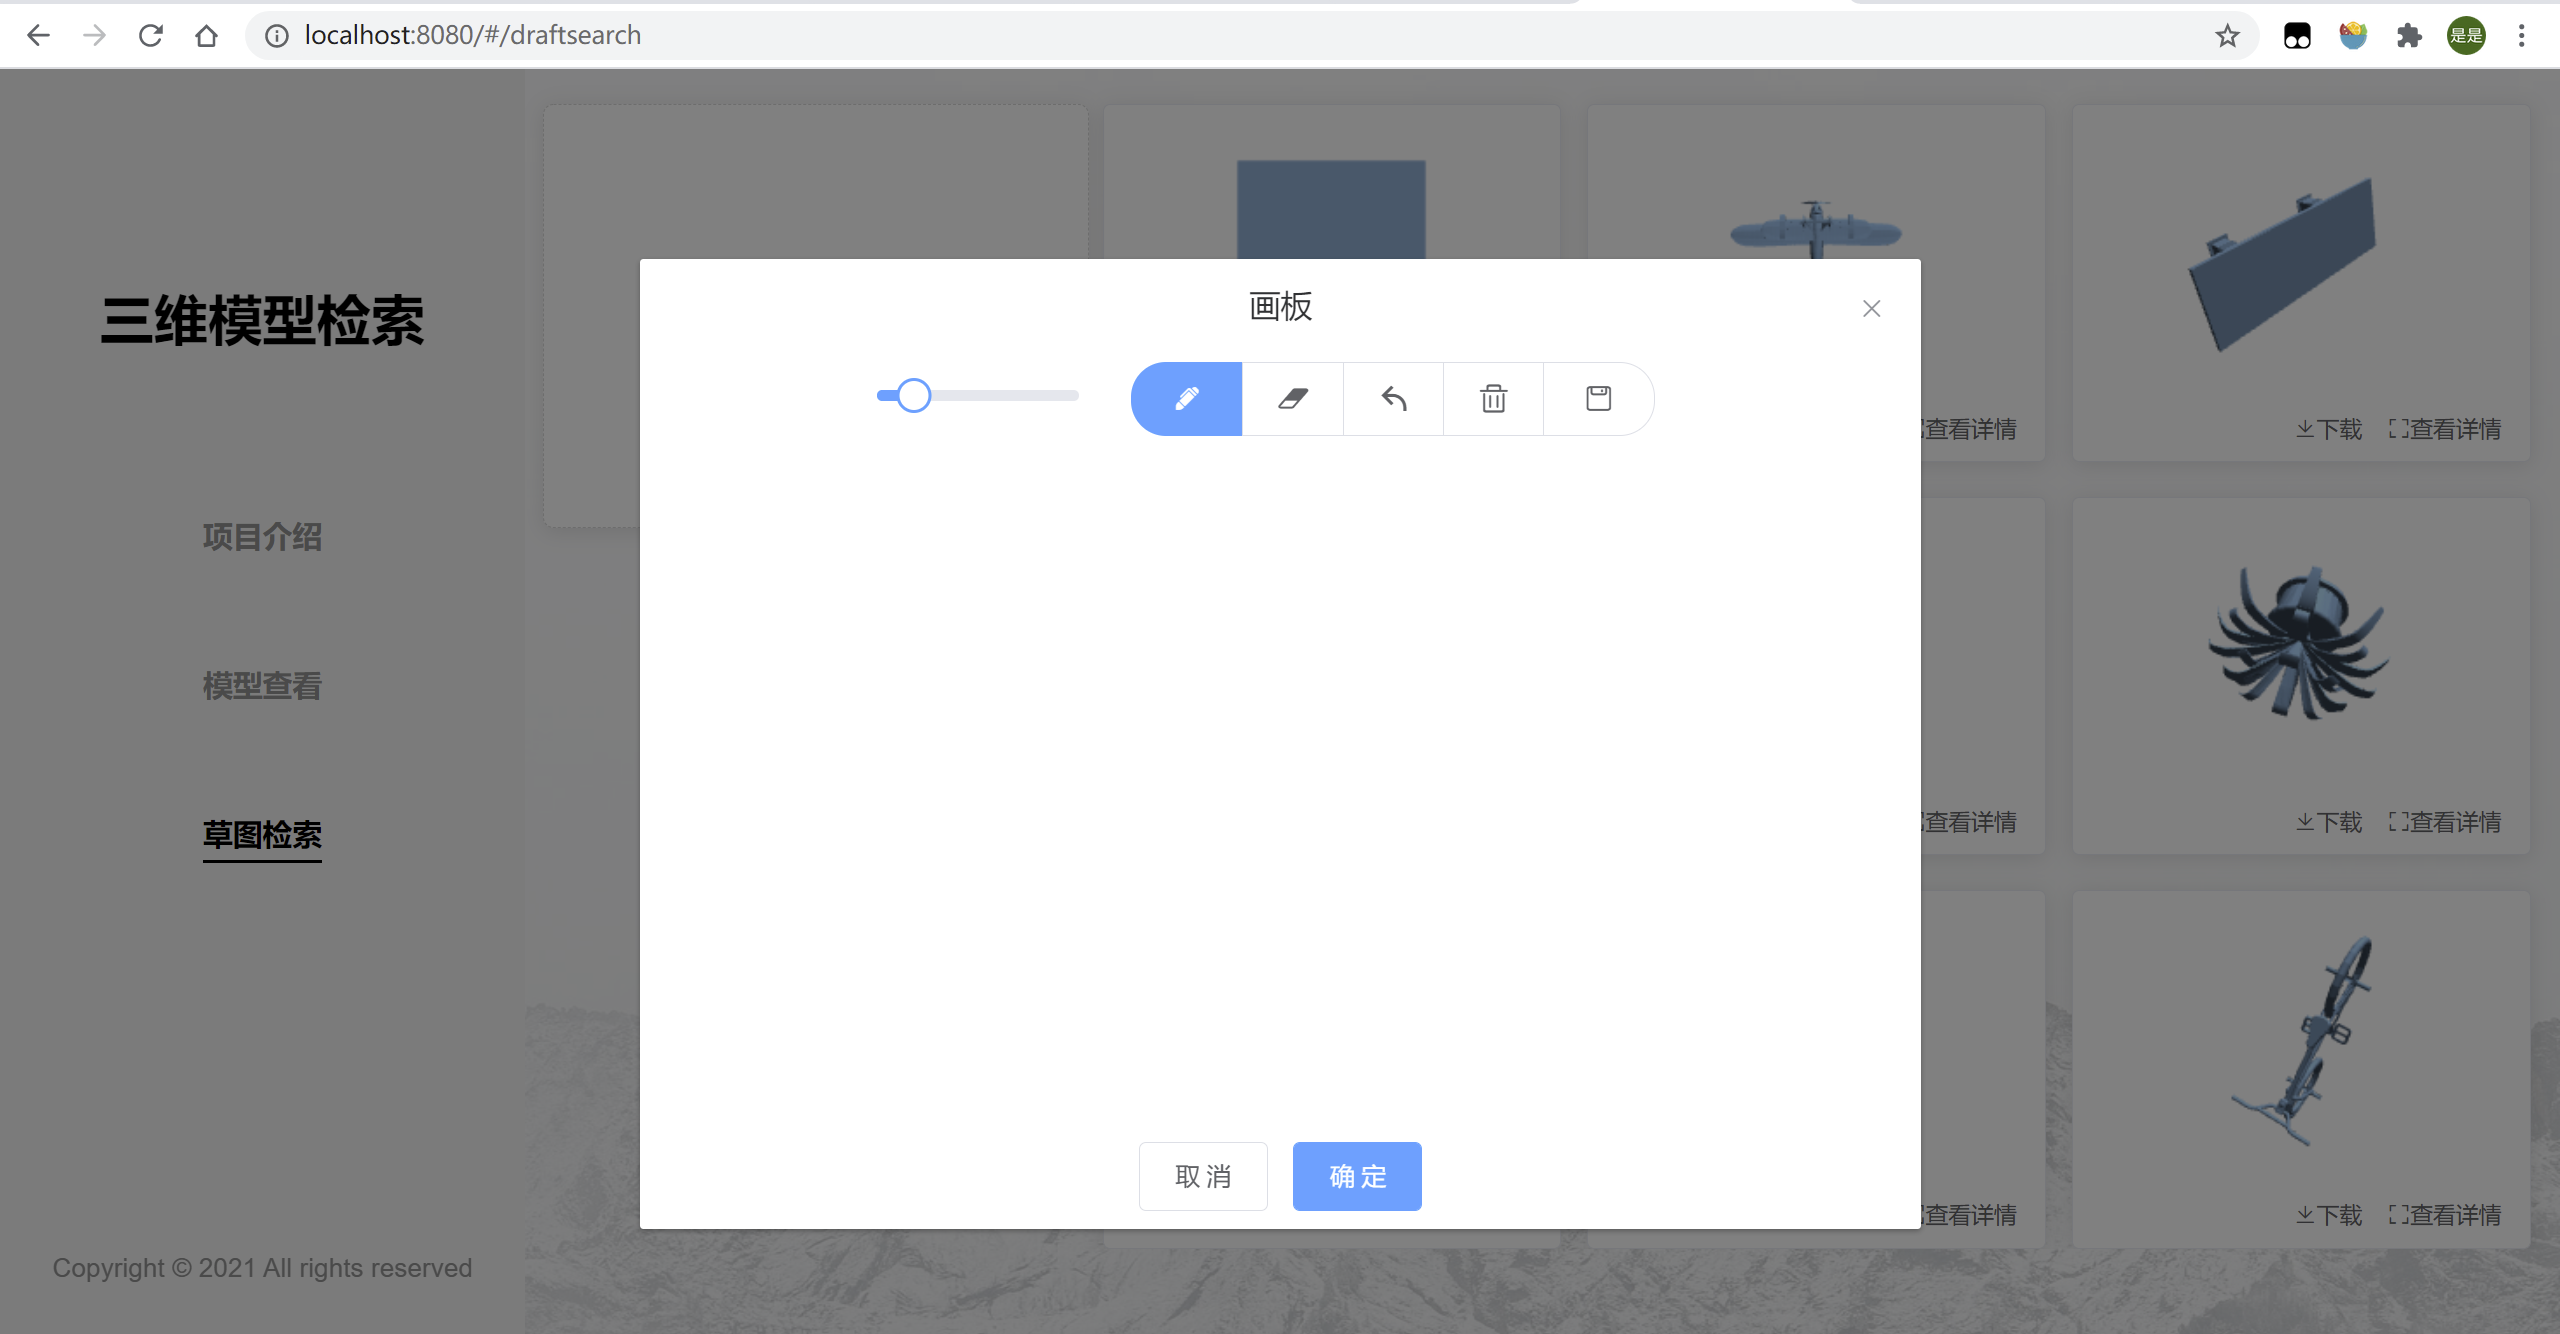 localhost:8080/#/draftsearch
是是
三维模型检索
项目介绍
模型查看
草图检索
Copyright © 2021 All rights reserved
画板
取消
确定
查看详情
下载 查看详情
查看详情
下载 查看详情
查看详情
下载 查看详情